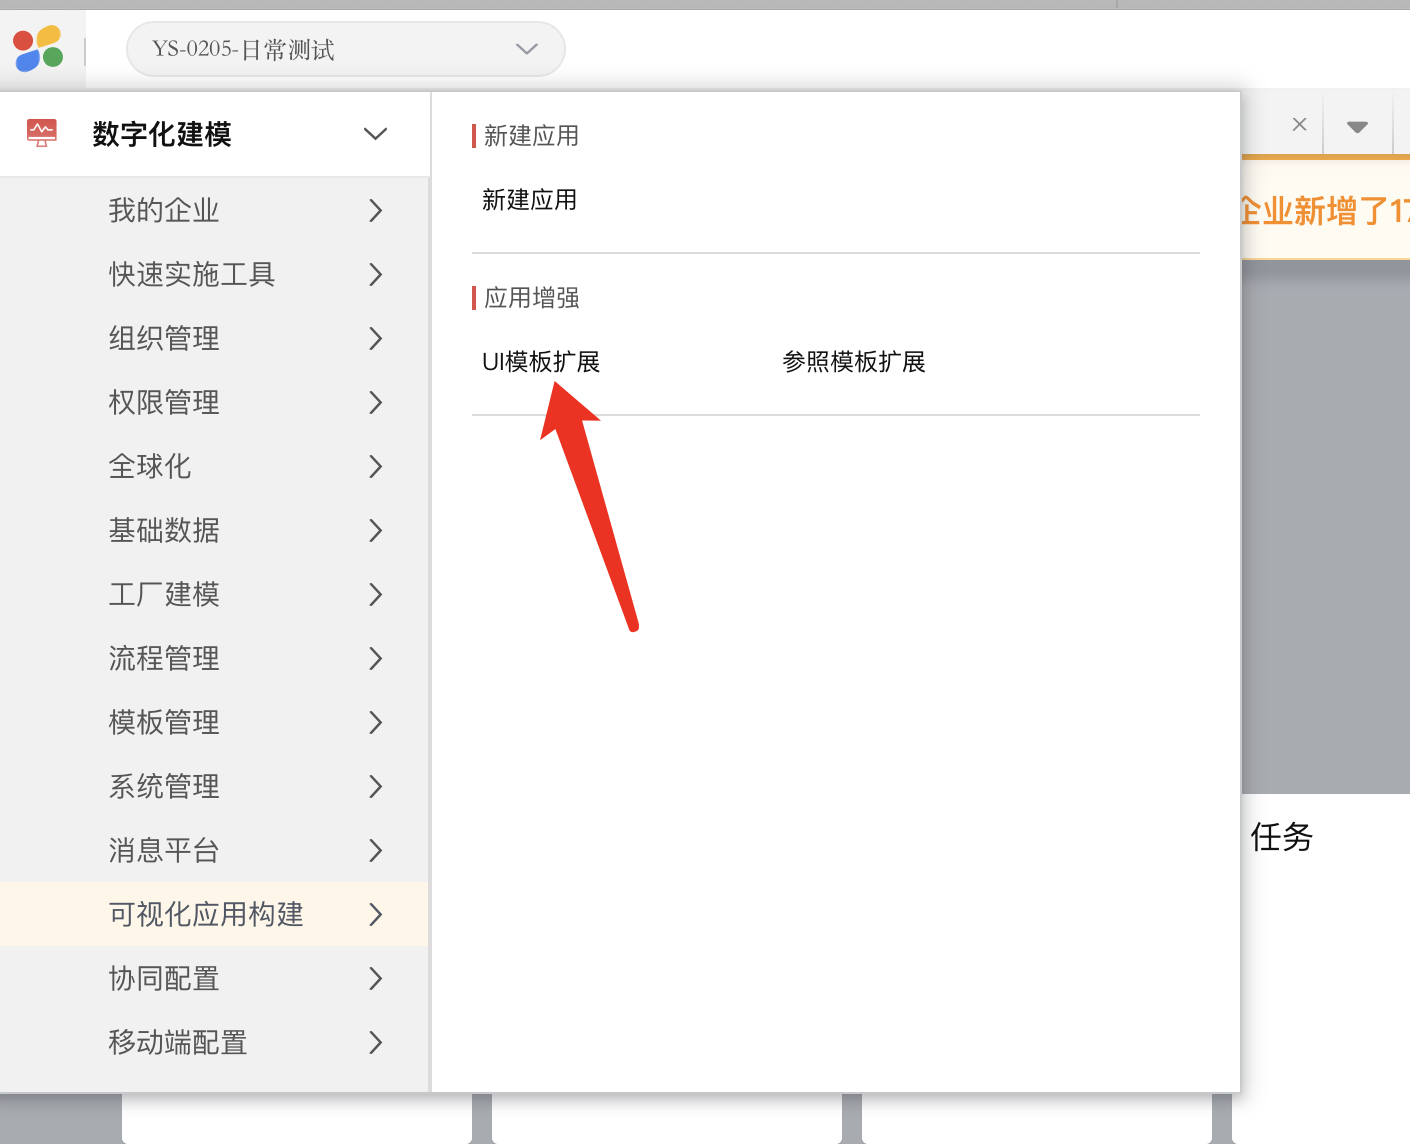 YS-0205-日常测试
数字化建模
我的企业
快速实施工具
组织管理
权限管理
全球化
基础数据
工厂建模
流程管理
模板管理
系统管理
消息平台
可视化应用构建
协同配置
移动端配置
新建应用
新建应用
应用增强
UI模板扩展
参照模板扩展
企业新增了17
任务